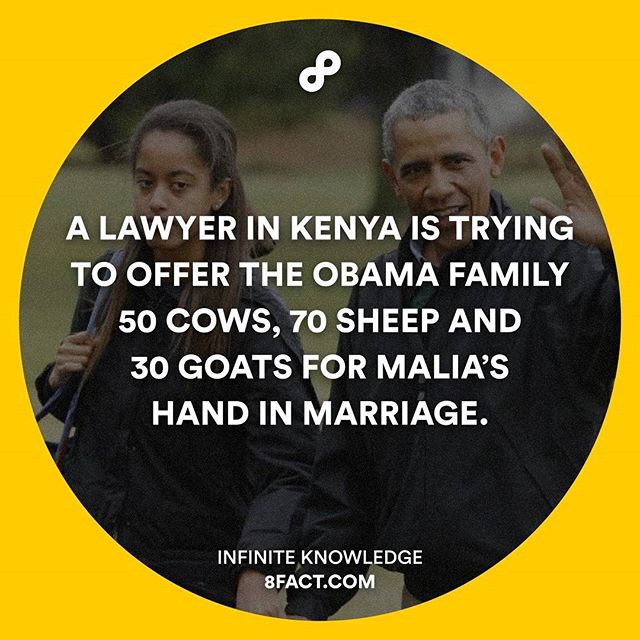 A LAWYER IN KENYA IS TRYING
TO OFFER THE OBAMA FAMILY
50 COWS, 70 SHEEP AND
30 GOATS FOR MALIA'S
HAND IN MARRIAGE.
INFINITE KNOWLEDGE
8FACT.COM